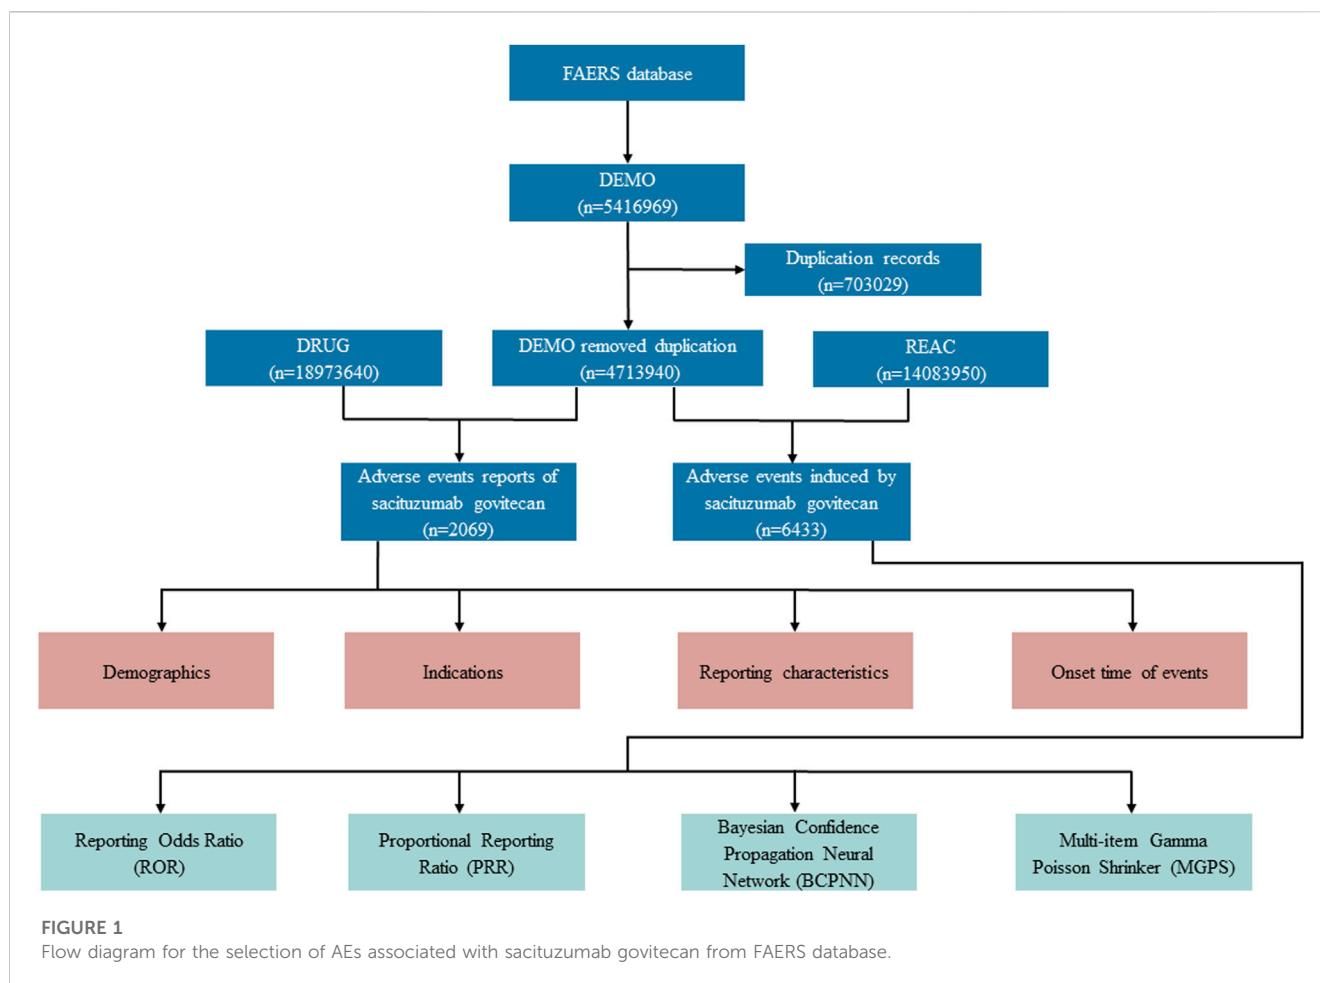 FAERS database
DEMO
(n=5416969)
Duplication records
(n=703029)
DRUG
(n=18973640)
DEMO removed duplication
(n=4713940)
REAC
(n=14083950)
Adverse events reports of
sacituzumab govitecan
(n=2069)
Adverse events induced by
sacituzumab govitecan
(n=6433)
Demographics
Indications
Reporting characteristics
Onset time of events
Reporting Odds Ratio
(ROR)
Proportional Reporting
Ratio (PRR)
Bayesian Confidence
Propagation Neural
Network (BCPNN)
Multi-item Gamma
Poisson Shrinker (MGPS)
FIGURE 1
Flow diagram for the selection of AEs associated with sacituzumab govitecan from FAERS database.